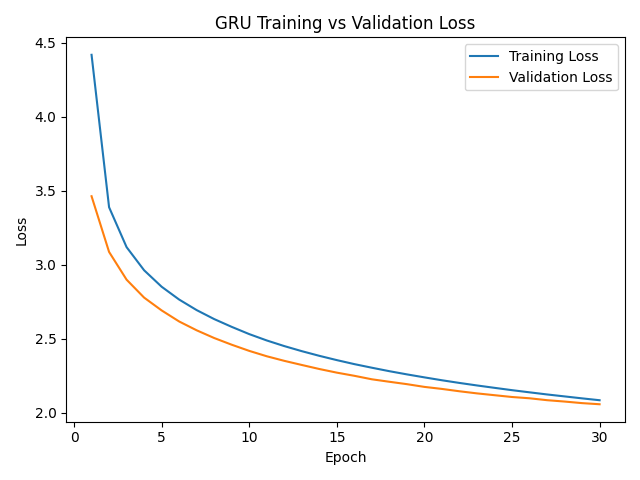 GRU Training vs Validation Loss
Training Loss
Validation Loss
Loss
4.5
4.0
3.5
3.0
2.5
2.0
0 5 10 15 20 25 30
Epoch